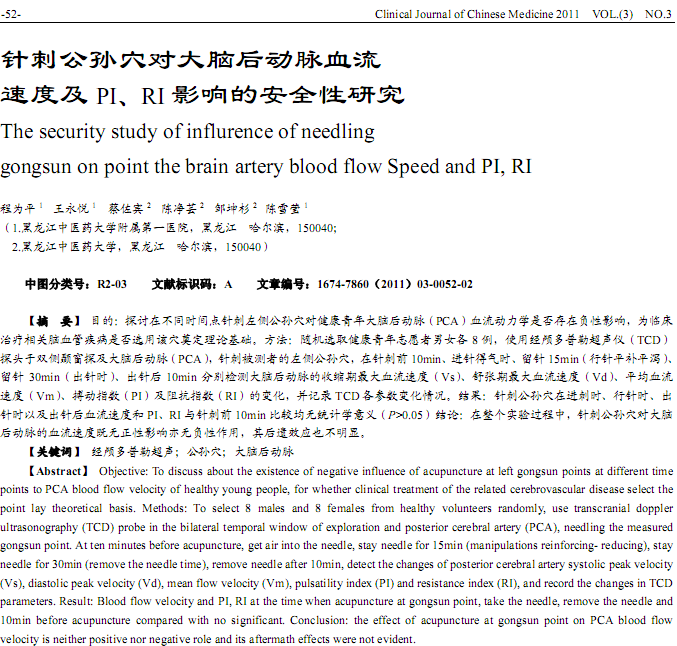 -52- Clinical Journal of Chinese Medicine 2011 VOL.(3) NO.3
针刺公孙穴对大脑后动脉血流
速度及 PI、RI 影响的安全性研究
The security study of influrence of needling
gongsun on point the brain artery blood flow Speed and PI, RI
程为平¹ 王永悦¹ 蔡佐宾² 陈净芸² 邹坤杉² 陈雪莹¹
（1.黑龙江中医药大学附属第一医院，黑龙江 哈尔滨，150040;
2.黑龙江中医药大学，黑龙江 哈尔滨，150040）
中图分类号：R2-03 文献标识码：A 文章编号：1674-7860（2011）03-0052-02
【摘 要】目的：探讨在不同时间点针刺左侧公孙穴对健康青年大脑后动脉（PCA）血流动力学是否存在负性影响，为临床
治疗相关脑血管疾病是否选用该穴奠定理论基础。方法：随机选取健康青年志愿者男女各 8 例，使用经颅多普勒超声仪（TCD）
探头于双侧颞窗探及大脑后动脉（PCA），针刺被测者的左侧公孙穴，在针刺前 10min、进针得气时、留针 15min（行针平补平泻）、
留针 30min（出针时）、出针后 10min 分别检测大脑后动脉的收缩期最大血流速度（Vs）、舒张期最大血流速度（Vd）、平均血流
速度（Vm）、搏动指数（PI）及阻抗指数（RI）的变化，并记录 TCD 各参数变化情况。结果：针刺公孙穴在进刺时、行针时、出
针时以及出针后血流速度和 PI、RI 与针刺前 10min 比较均无统计学意义（P>0.05）结论：在整个实验过程中，针刺公孙穴对大脑
后动脉的血流速度既无正性影响亦无负性作用，其后遗效应也不明显。
【关键词】 经颅多普勒超声；公孙穴；大脑后动脉
【Abstract】 Objective: To discuss about the existence of negative influence of acupuncture at left gongsun points at different time
points to PCA blood flow velocity of healthy young people, for whether clinical treatment of the related cerebrovascular disease select the
point lay theoretical basis. Methods: To select 8 males and 8 females from healthy volunteers randomly, use transcranial doppler
ultrasonography (TCD) probe in the bilateral temporal window of exploration and posterior cerebral artery (PCA), needling the measured
gongsun point. At ten minutes before acupuncture, get air into the needle, stay needle for 15min (manipulations reinforcing- reducing), stay
needle for 30min (remove the needle time), remove needle after 10min, detect the changes of posterior cerebral artery systolic peak velocity
(Vs), diastolic peak velocity (Vd), mean flow velocity (Vm), pulsatility index (PI) and resistance index (RI), and record the changes in TCD
parameters. Result: Blood flow velocity and PI, RI at the time when acupuncture at gongsun point, take the needle, remove the needle and
10min before acupuncture compared with no significant. Conclusion: the effect of acupuncture at gongsun point on PCA blood flow
velocity is neither positive nor negative role and its aftermath effects were not evident.